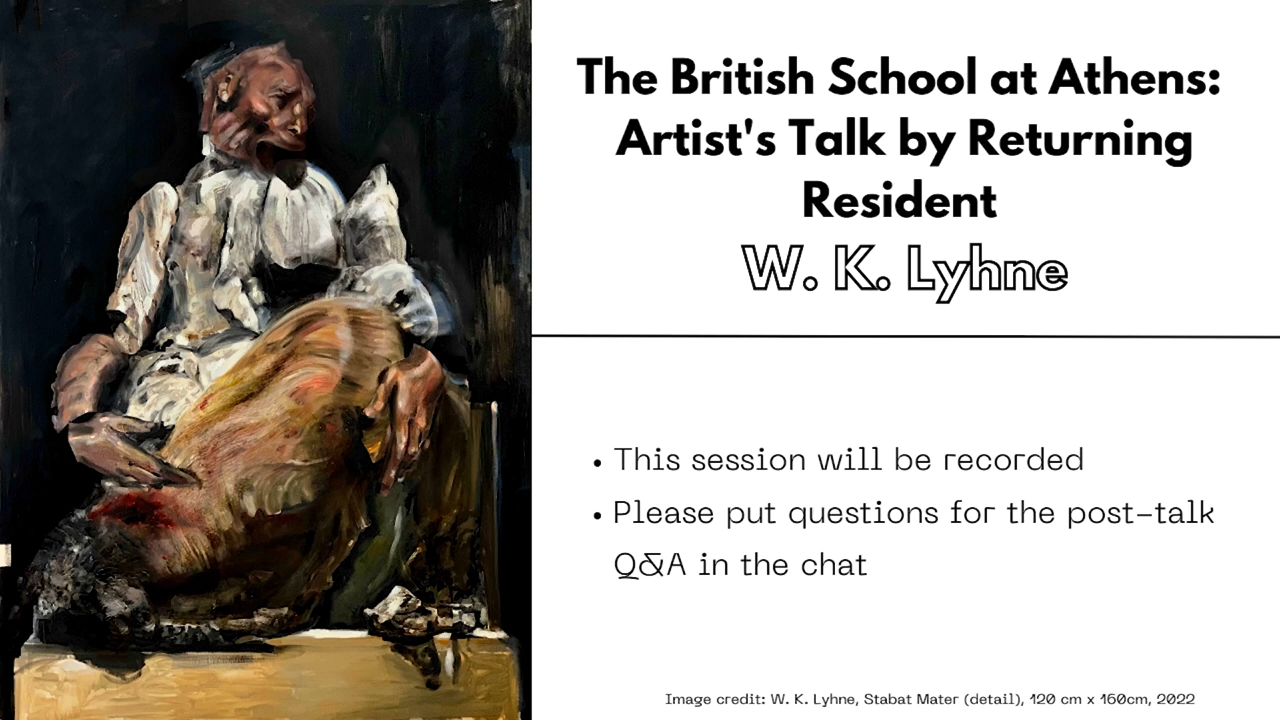 The British School at Athens:
Artist's Talk by Returning
Resident
W. K. Lyhne
• This session will be recorded
• Please put questions for the post-talk
Q&A in the chat
Image credit: W. K. Lyhne, Stabat Mater (detail), 120 cm x 160cm, 2022